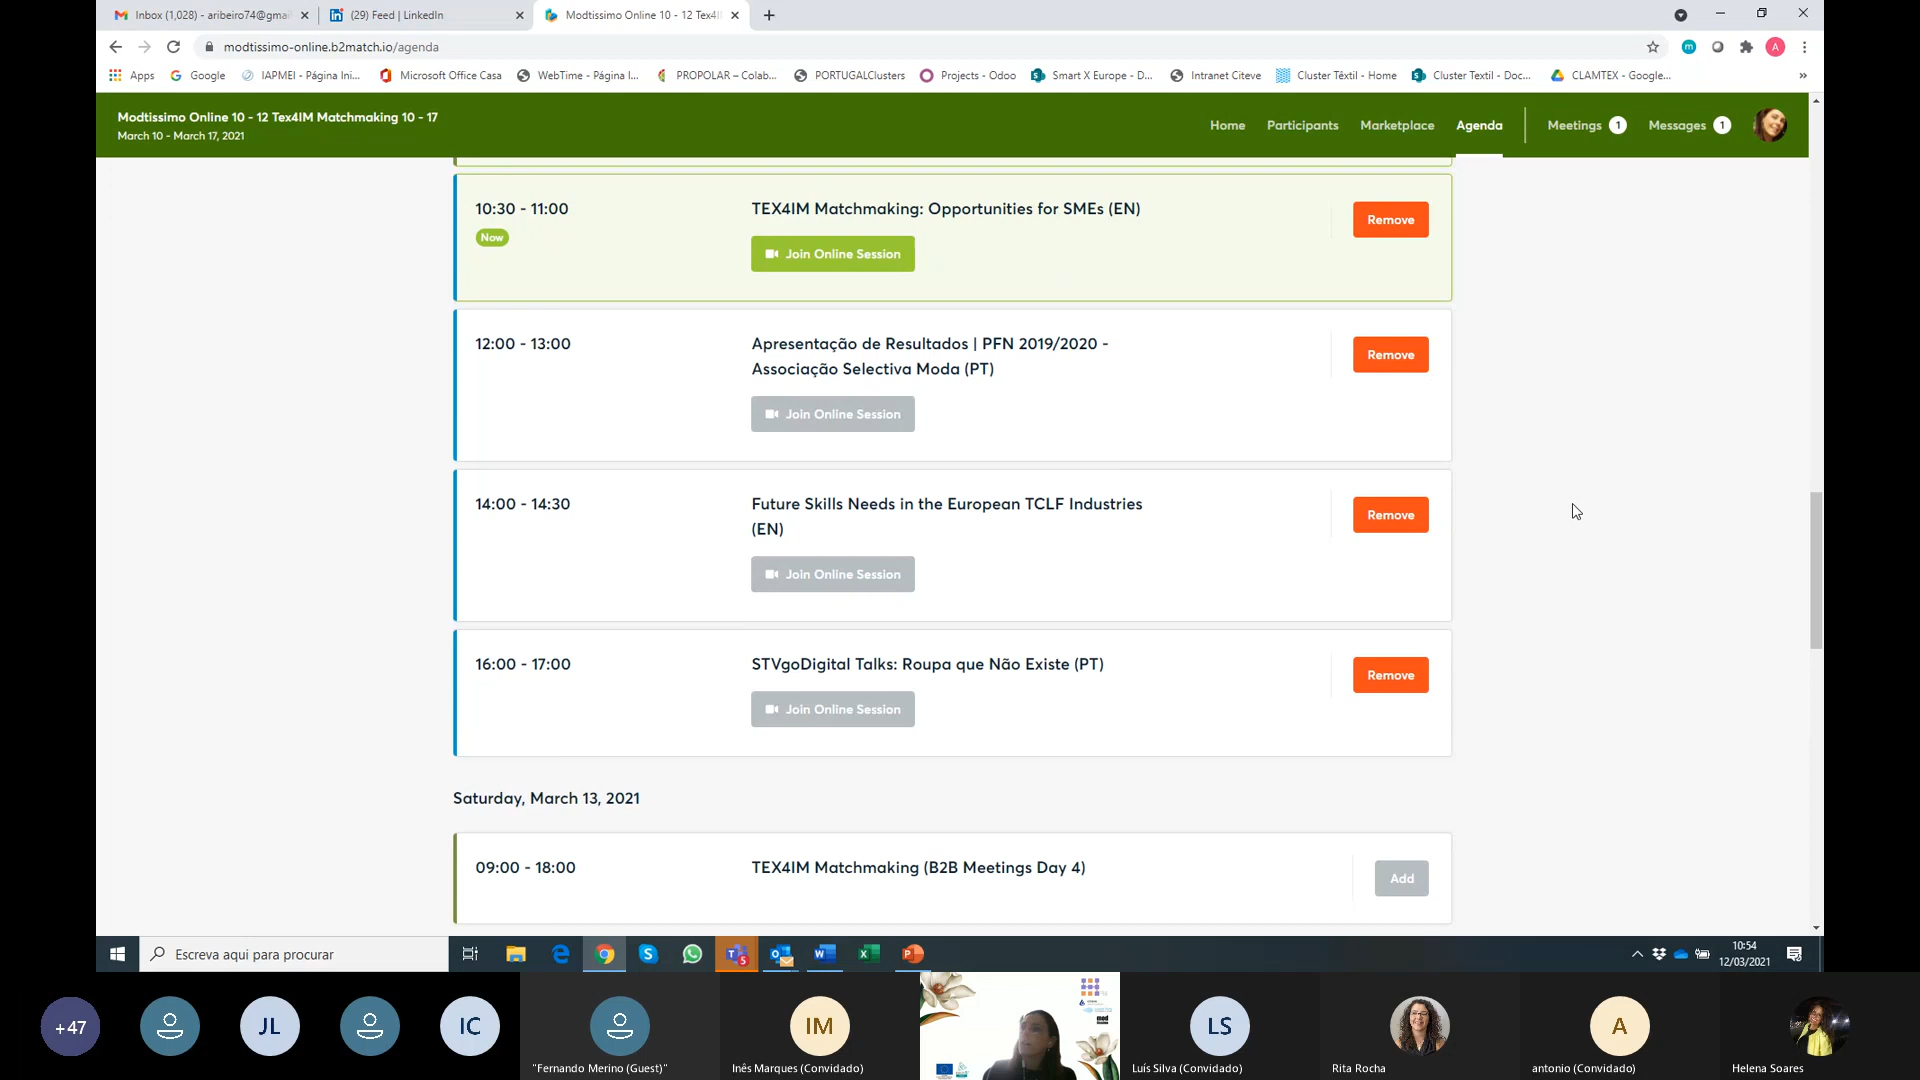 Inbox (1,028) - aribeiro74@gmai
(29) Feed | LinkedIn
Modtissimo Online 10 - 12 Tex4I
modtissimo-online.b2match.io/agenda
A
Apps
Google
IAPMEI - Página Ini...
Microsoft Office Casa
WebTime - Página I...
PROPOLAR – Colab...
PORTUGALClusters
Projects - Odoo
Smart X Europe - D...
Intranet Citeve
Cluster Têxtil - Home
Cluster Textil - Doc...
CLAMTEX - Google...
Modtissimo Online 10 - 12 Tex4IM Matchmaking 10 - 17
March 10 - March 17, 2021
Home
Participants
Marketplace
Agenda
Meetings 1
Messages 1
10:30 - 11:00
Now
TEX4IM Matchmaking: Opportunities for SMEs (EN)
Join Online Session
Remove
12:00 - 13:00
Apresentação de Resultados | PFN 2019/2020 -
Associação Selectiva Moda (PT)
Join Online Session
Remove
14:00 - 14:30
Future Skills Needs in the European TCLF Industries
(EN)
Join Online Session
Remove
16:00 - 17:00
STVgoDigital Talks: Roupa que Não Existe (PT)
Join Online Session
Remove
Saturday, March 13, 2021
09:00 - 18:00
TEX4IM Matchmaking (B2B Meetings Day 4)
Add
Escreva aqui para procurar
10:54
12/03/2021
+47
JL
IC
"Fernando Merino (Guest)"
IM
Inês Marques (Convidado)
LS
Luís Silva (Convidado)
Rita Rocha
A
antonio (Convidado)
Helena Soares